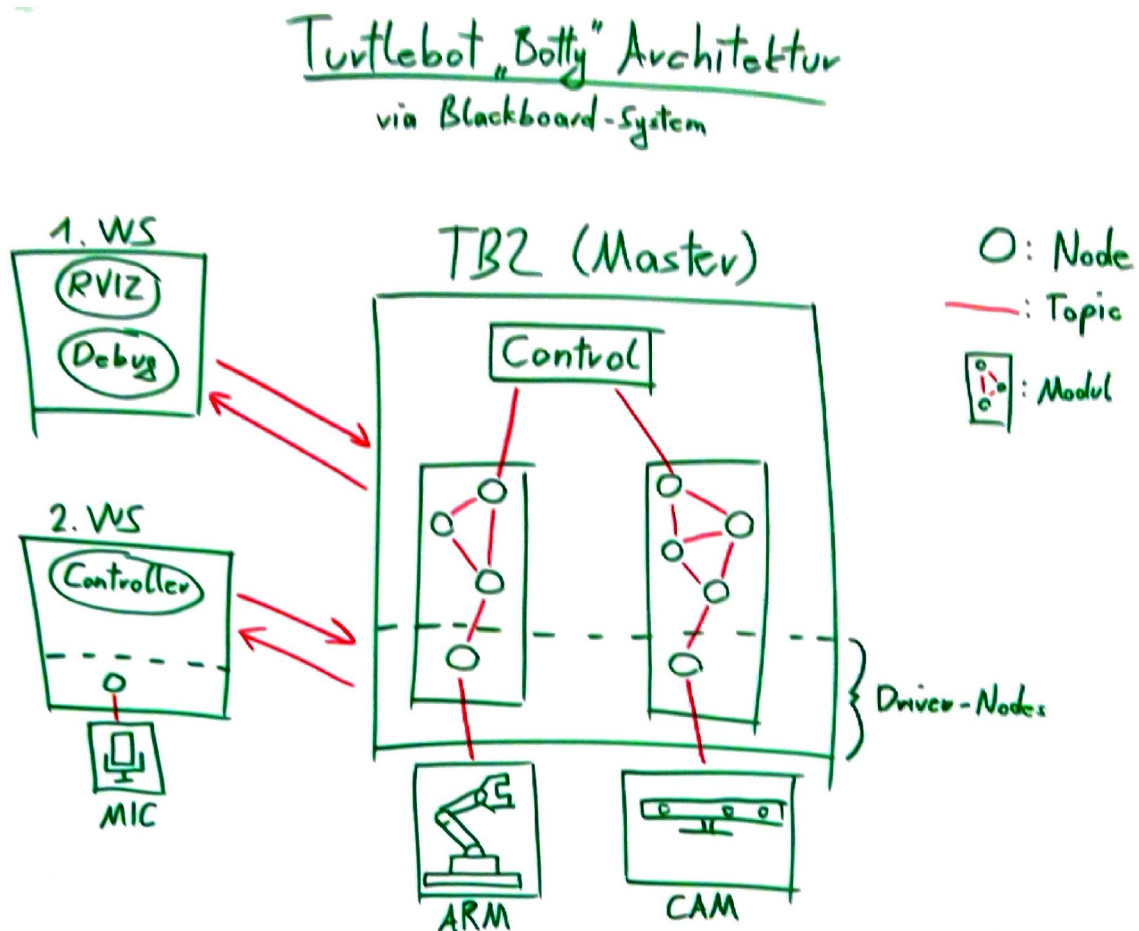 Turtlebot „Botty“ Architektur
via Blackboard-System
1. WS
RVIZ
Debug
2. WS
Controller
MIC
TB2 (Master)
Control
ARM
CAM
O: Node
—: Topic
: Modul
Driver-Nodes